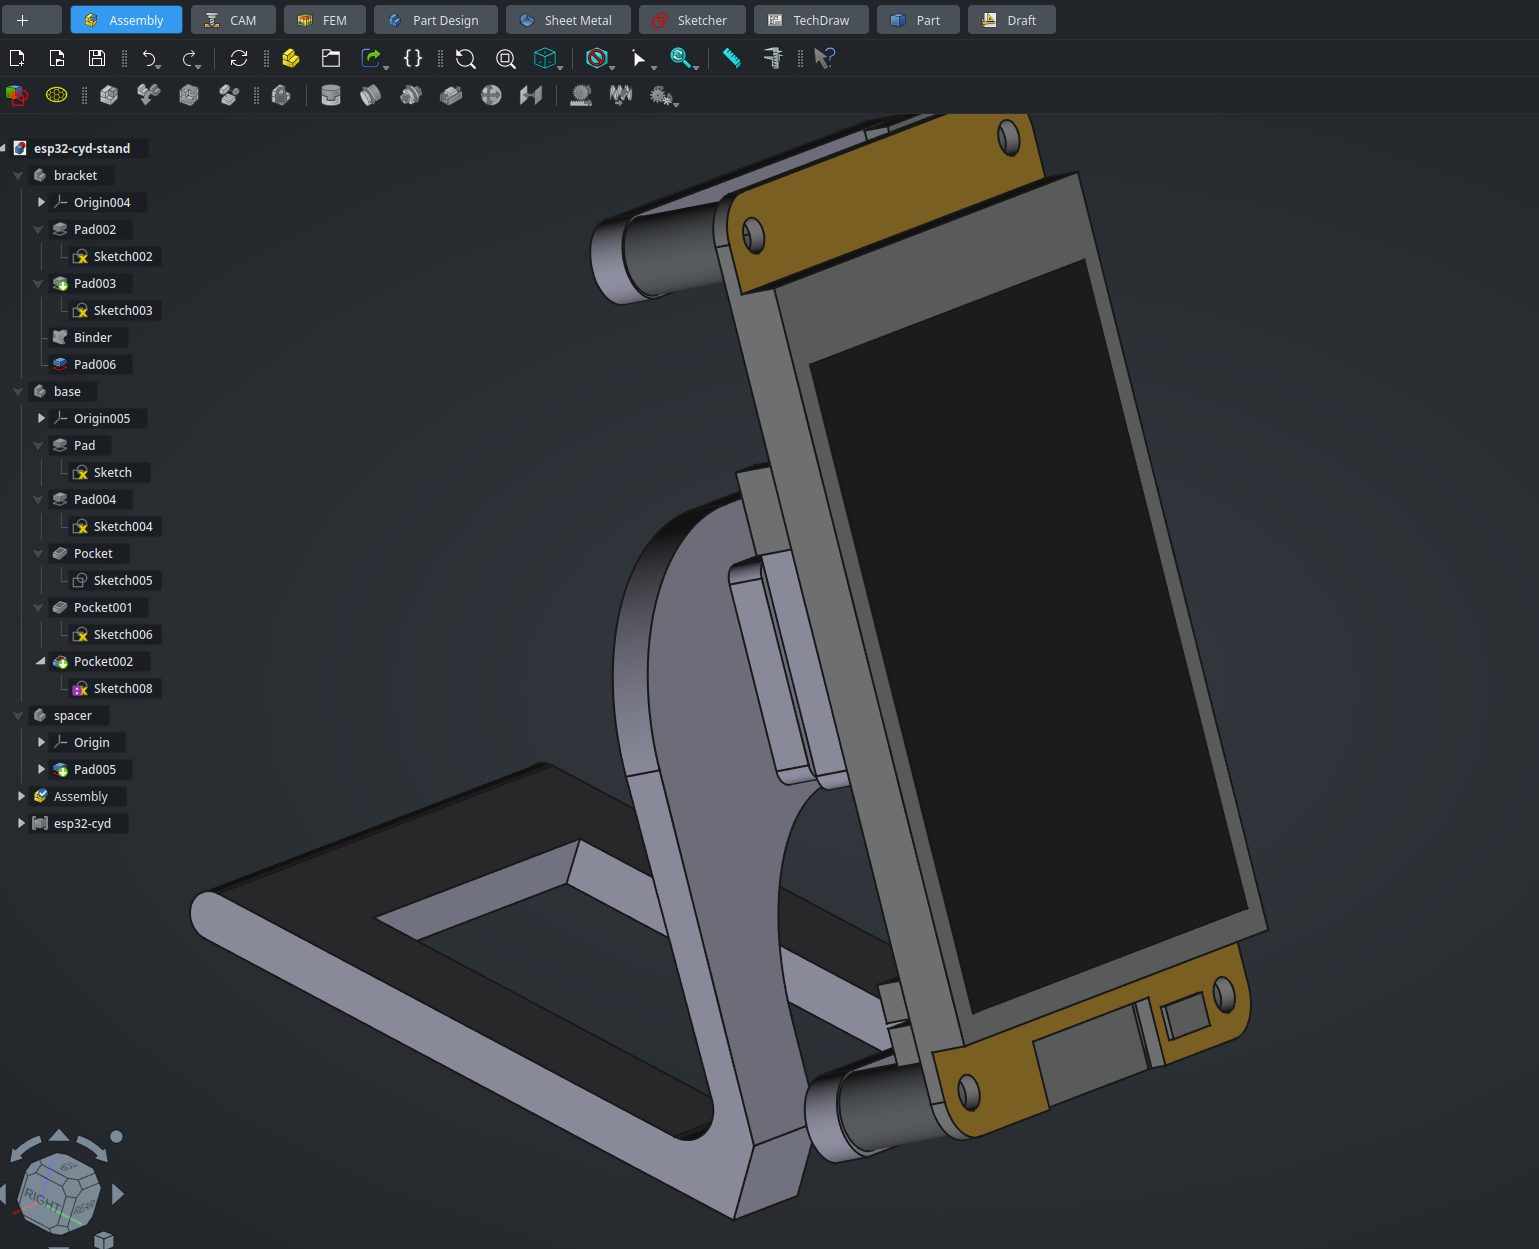 + Assembly CAM FEM Part Design Sheet Metal Sketcher TechDraw Part Draft
esp32-cyd-stand
bracket
Origin004
Pad002
Sketch002
Pad003
Sketch003
Binder
Pad006
base
Origin005
Pad
Sketch
Pad004
Sketch004
Pocket
Sketch005
Pocket001
Sketch006
Pocket002
Sketch008
spacer
Origin
Pad005
Assembly
esp32-cyd
TOP
RIGHT
REAR